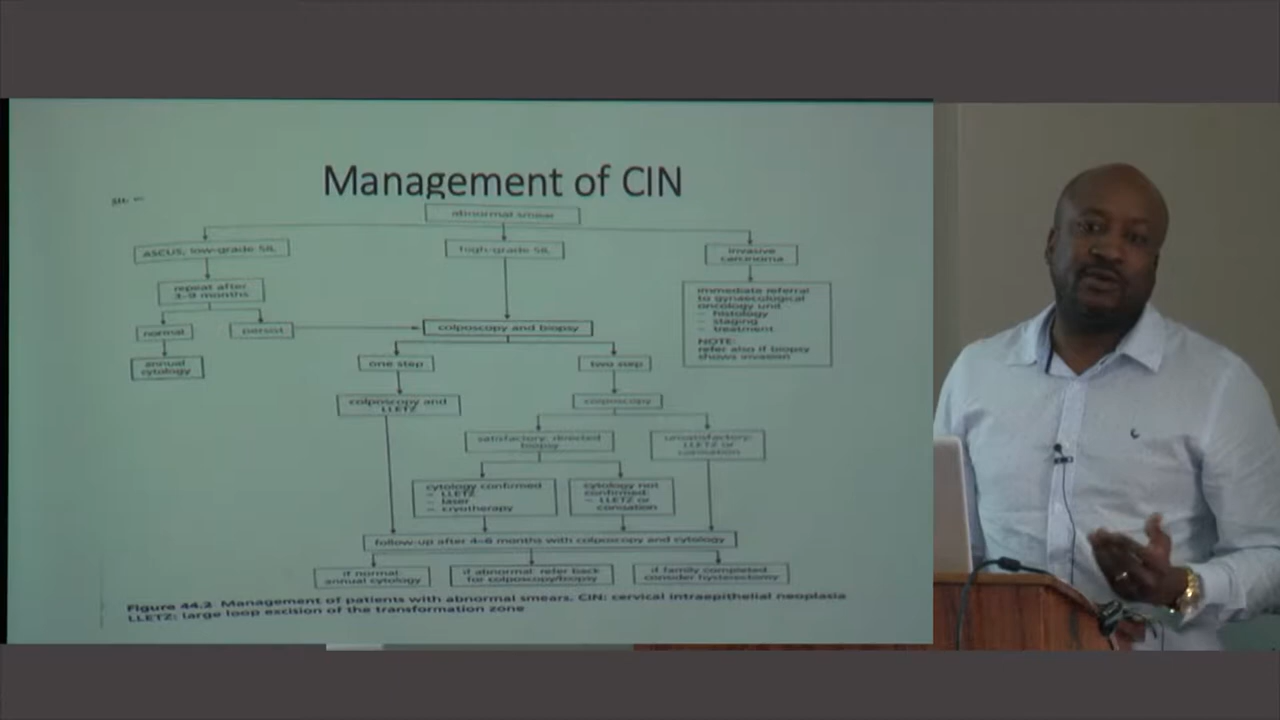 Management of CIN
abnormal smear
ASCUS, low-grade SIL
high-grade SIL
invasive
carcinoma
repeat after
3-9 months
immediate referral
to gynaecological
oncology unit
– histology
– staging
– treatment
NOTE:
refer also if biopsy
shows invasion
normal
persist
colposcopy and biopsy
annual
cytology
one step
two step
colposcopy and
LLETZ
colposcopy
satisfactory: directed
biopsy
unsatisfactory:
LLETZ or
conisation
cytology confirmed
– LLETZ
– laser
– cryotherapy
cytology not
confirmed:
– LLETZ or
conisation
follow-up after 4–6 months with colposcopy and cytology
if normal:
annual cytology
if abnormal: refer back
for colposcopy/biopsy
if family completed
consider hysterectomy
Figure 44.2 Management of patients with abnormal smears. CIN: cervical intraepithelial neoplasia
LLETZ: large loop excision of the transformation zone